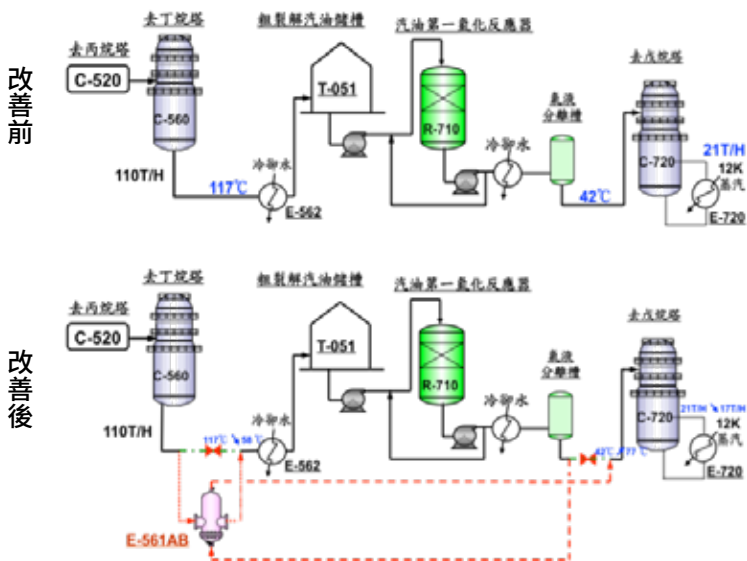 改善前
去丙烷塔
C-520
去丁烷塔
C-560
110T/H
117℃
冷卻水
E-562
粗裂解汽油儲槽
T-051
汽油第一氫化反應器
R-710
冷卻水
氣液
分離槽
42℃
去戊烷塔
C-720
21T/H
12K
蒸汽
E-720
改善後
去丙烷塔
C-520
去丁烷塔
C-560
110T/H
117℃↘58℃
冷卻水
E-562
E-561AB
粗裂解汽油儲槽
T-051
汽油第一氫化反應器
R-710
冷卻水
氣液
分離槽
42℃↗77℃
去戊烷塔
C-720
21T/H↘17T/H
12K
蒸汽
E-720